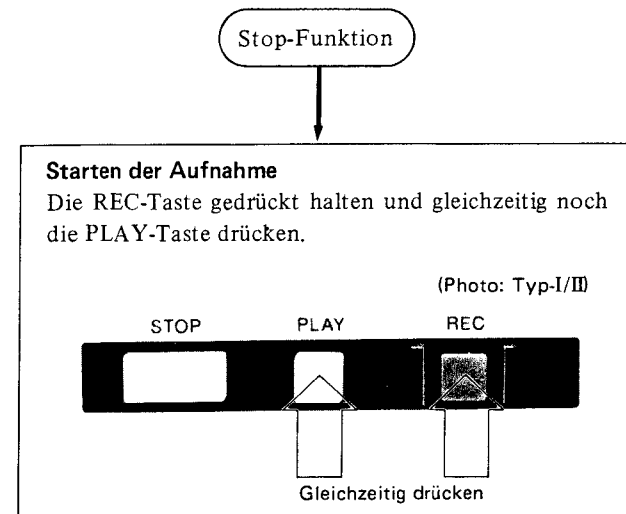 Stop-Funktion
Starten der Aufnahme
Die REC-Taste gedrückt halten und gleichzeitig noch
die PLAY-Taste drücken.
(Photo: Typ-I/II)
STOP PLAY REC
Gleichzeitig drücken